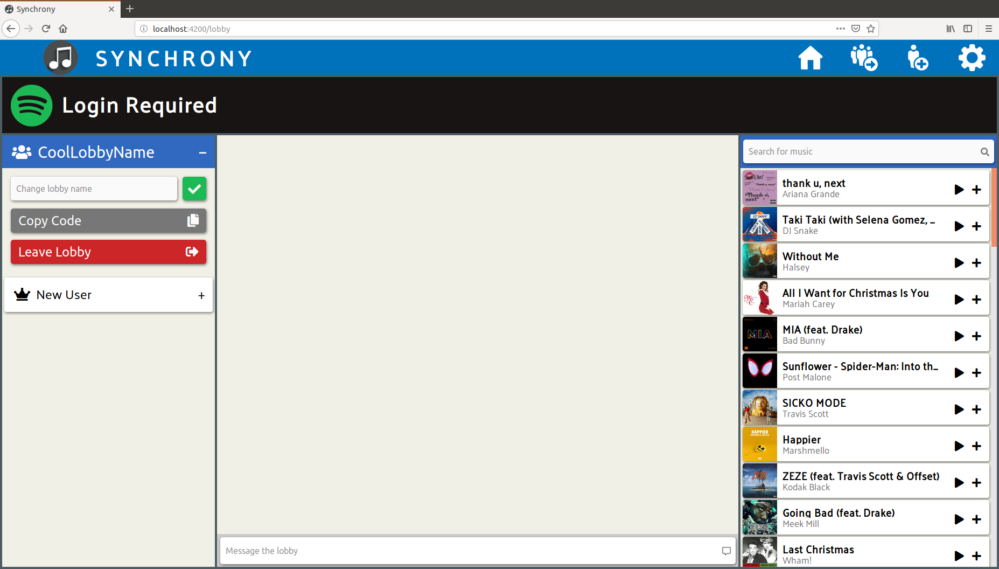 Synchrony
localhost:4200/lobby
SYNCHRONY
Login Required
CoolLobbyName
Change lobby name
Copy Code
Leave Lobby
New User
Message the lobby
Search for music
thank u, next
Ariana Grande
Taki Taki (with Selena Gomez, ...
DJ Snake
DJ SNAKE
Without Me
Halsey
All I Want for Christmas Is You
Mariah Carey
MIA (feat. Drake)
Bad Bunny
MIA
Sunflower - Spider-Man: Into th...
Post Malone
SICKO MODE
Travis Scott
Happier
Marshmello
HAPPIER
ZEZE (feat. Travis Scott & Offset)
Kodak Black
Going Bad (feat. Drake)
Meek Mill
Last Christmas
Wham!